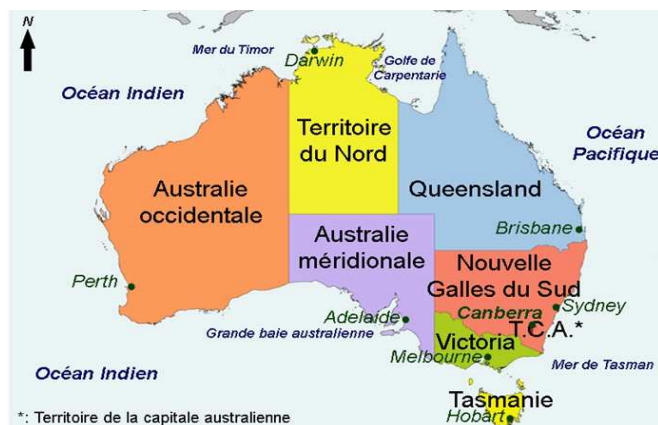 N
Mer du Timor
Darwin
Golfe de
Carpentarie
Océan Indien
Territoire
du Nord
Océan
Pacifique
Australie
occidentale
Queensland
Australie
méridionale
Brisbane
Nouvelle
Galles du Sud
Perth
Sydney
Canberra
Adelaide
T.C.A.*
Grande baie australienne
Victoria
Melbourne
Mer de Tasman
Océan Indien
Tasmanie
Hobart
*: Territoire de la capitale australienne